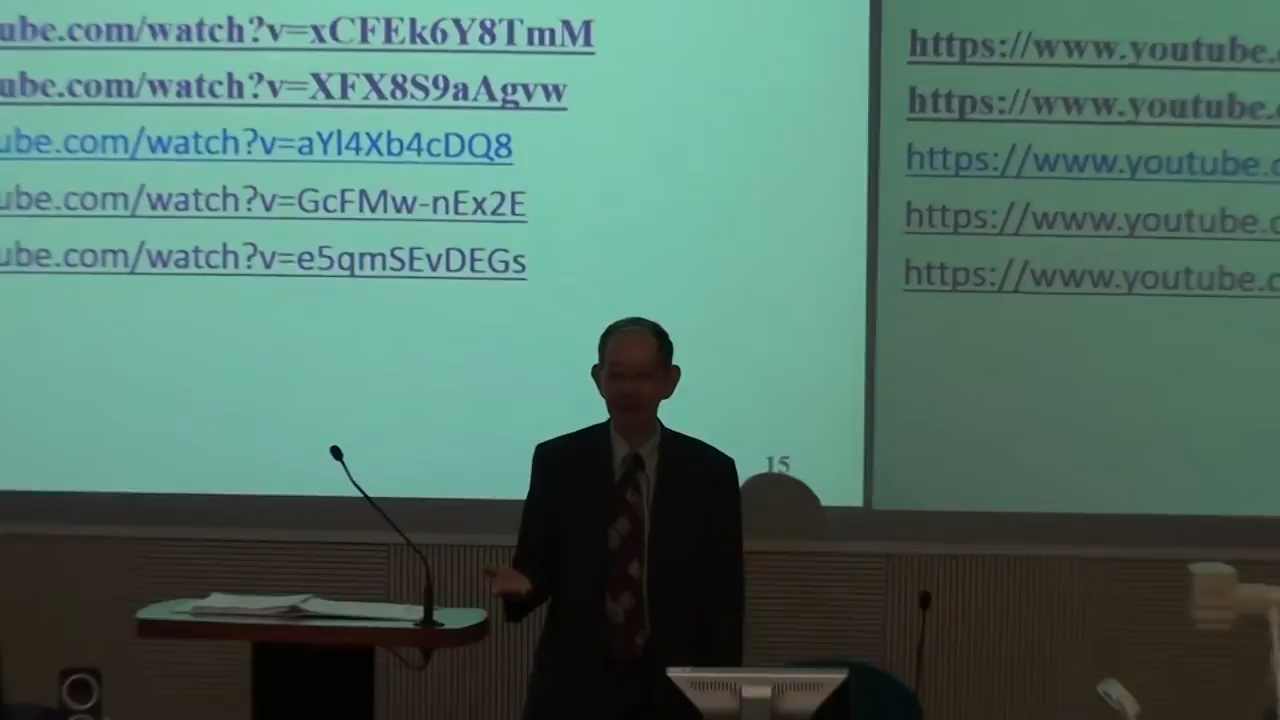 ube.com/watch?v=xCFEk6Y8TmM
ube.com/watch?v=XFX8S9aAgvw
ube.com/watch?v=aYl4Xb4cDQ8
ube.com/watch?v=GcFMw-nEx2E
ube.com/watch?v=e5qmSEvDEGs
15
https://www.youtube.c
https://www.youtube.c
https://www.youtube.c
https://www.youtube.c
https://www.youtube.c